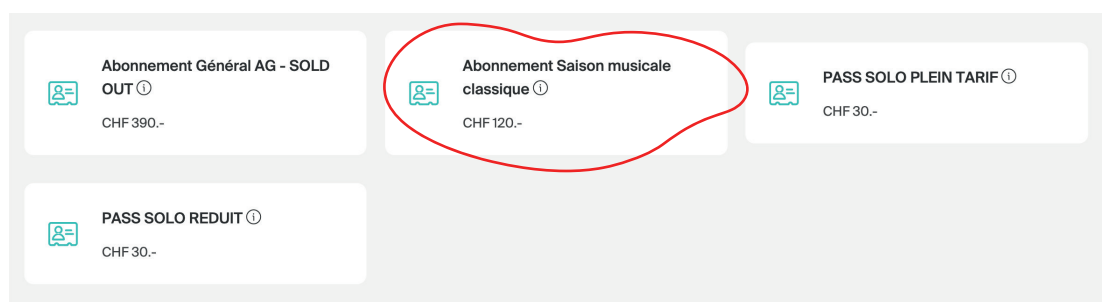 Abonnement Général AG - SOLD
OUT
CHF 390.-
Abonnement Saison musicale
classique
CHF 120.-
PASS SOLO PLEIN TARIF
CHF 30.-
PASS SOLO REDUIT
CHF 30.-